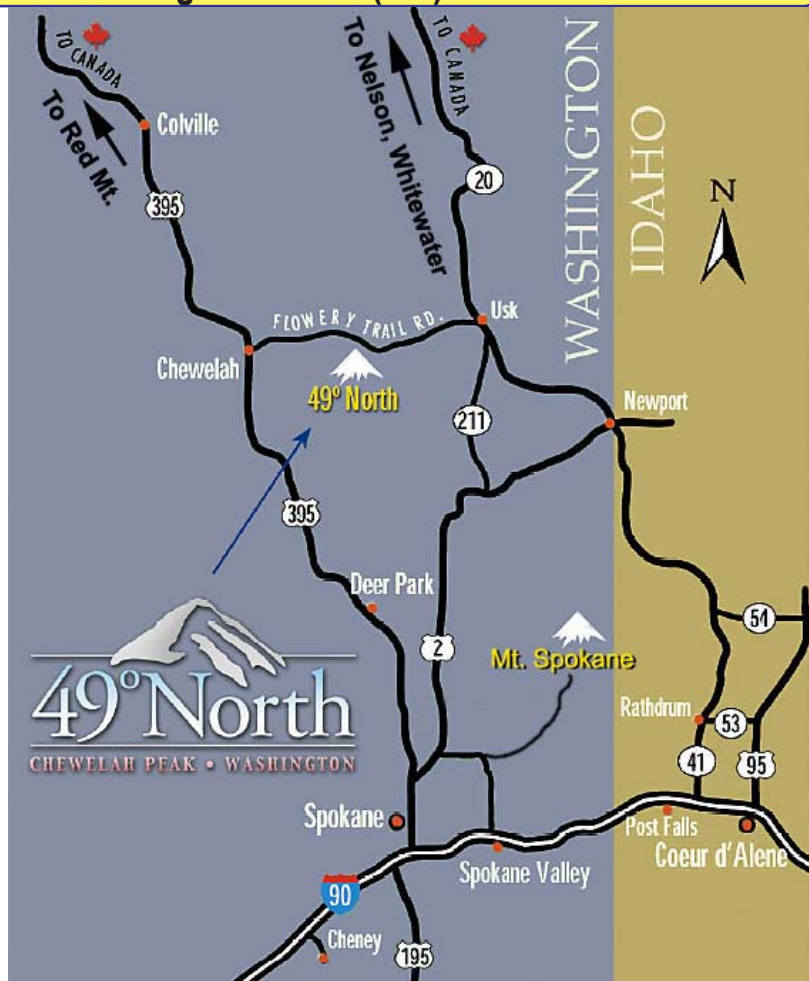 TO CANADA
To Red Mt.
Colville
395
To Nelson, Whitewater
TO CANADA
20
WASHINGTON
IDAHO
N
FLOWERY TRAIL RD.
Usk
Chewelah
49º North
211
Newport
395
Deer Park
2
Mt. Spokane
54
49°North
CHEWELAH PEAK • WASHINGTON
Rathdrum
53
41
95
Spokane
Post Falls
Coeur d'Alene
Spokane Valley
90
Cheney
195